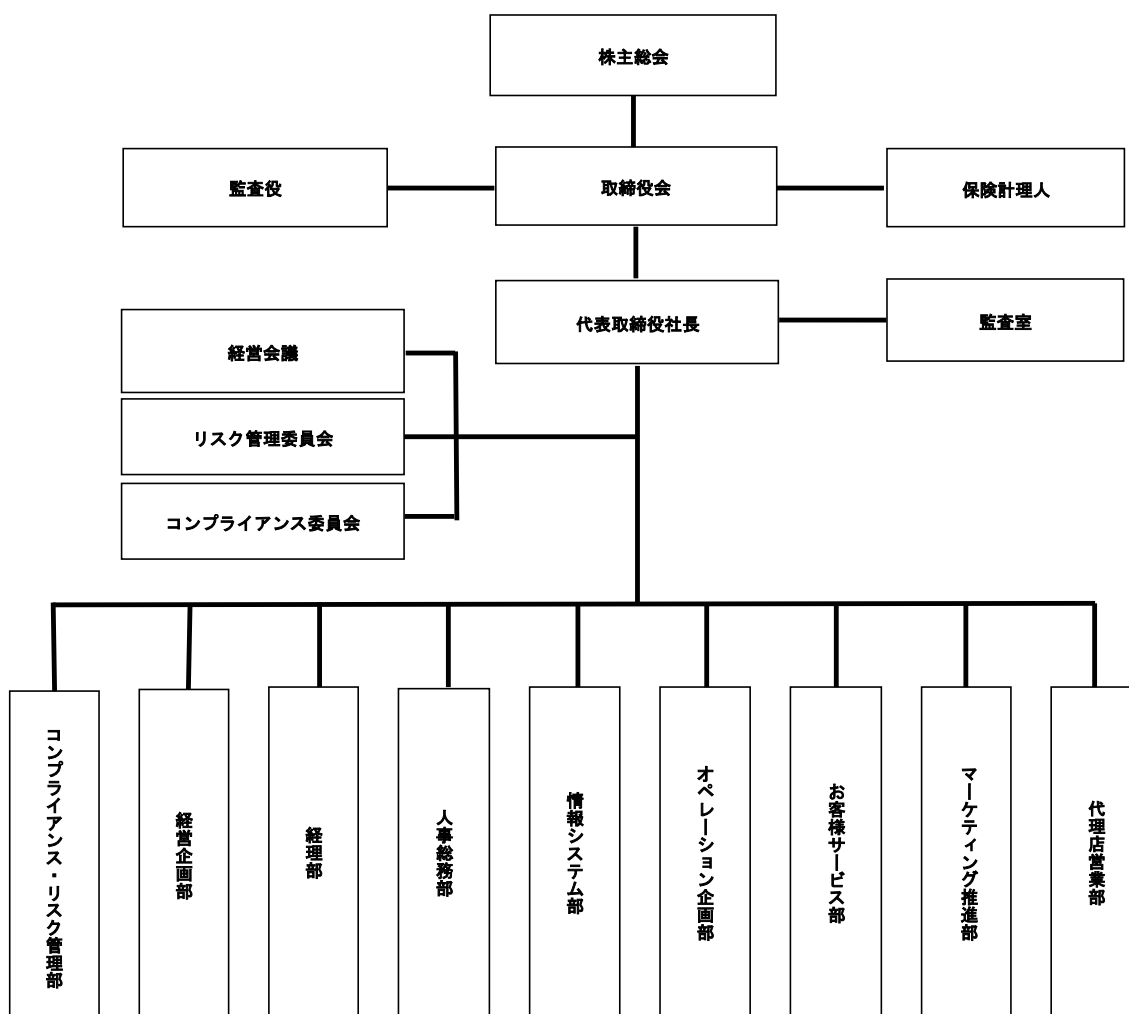 株主総会
監査役
取締役会
保険計理人
代表取締役社長
監査室
経営会議
リスク管理委員会
コンプライアンス委員会
コンプライアンス・リスク管理部
経営企画部
経理部
人事総務部
情報システム部
オペレーション企画部
お客様サービス部
マーケティング推進部
代理店営業部